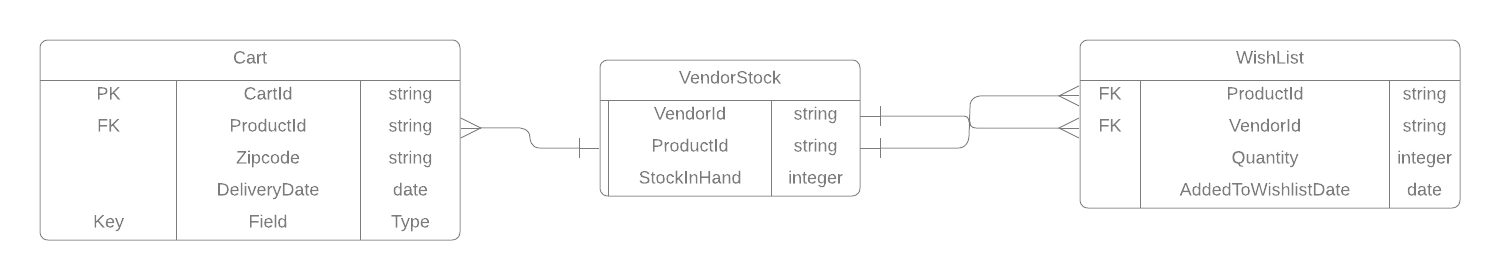 Cart
PK CartId string
FK ProductId string
Zipcode string
DeliveryDate date
Key Field Type
VendorStock
VendorId string
ProductId string
StockInHand integer
WishList
FK ProductId string
FK VendorId string
Quantity integer
AddedToWishlistDate date